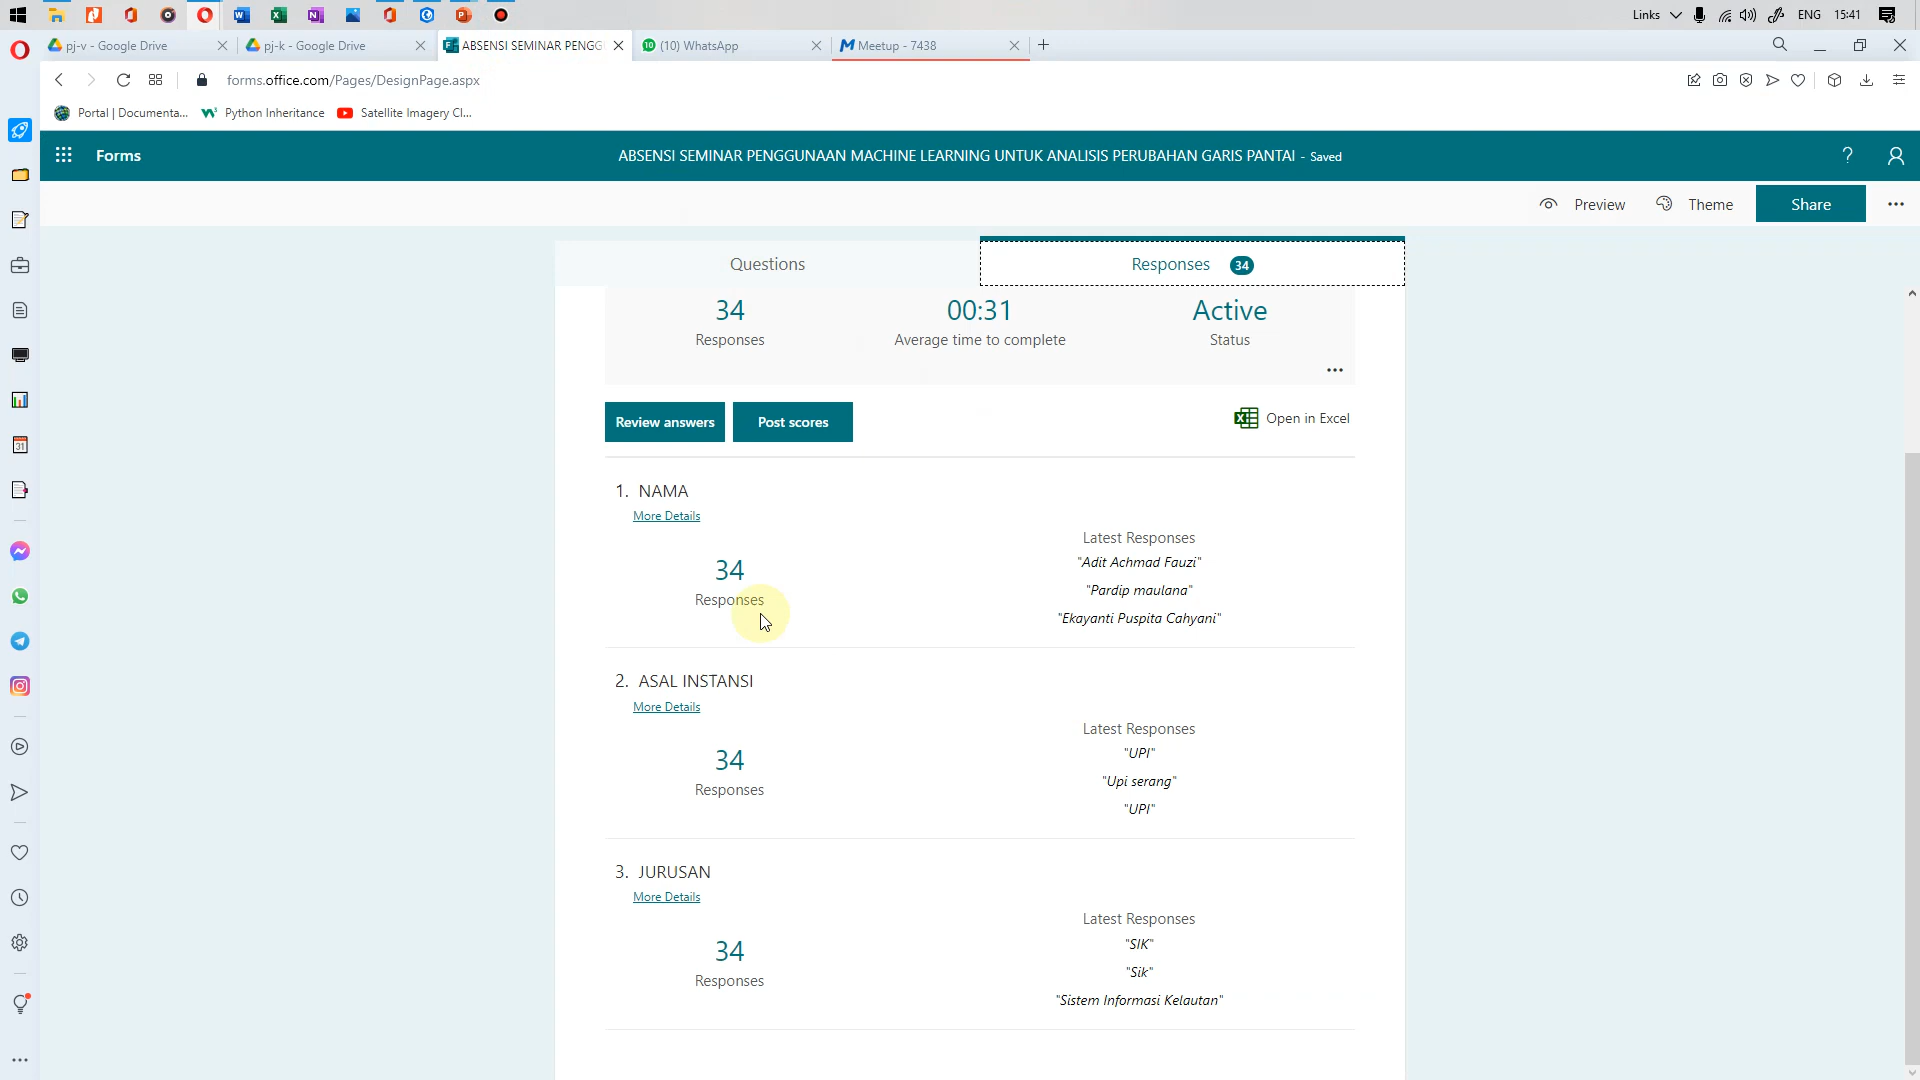 Links
ENG
15:41
pj-v - Google Drive
pj-k - Google Drive
ABSENSI SEMINAR PENGG
(10) WhatsApp
Meetup - 7438
forms.office.com/Pages/DesignPage.aspx
Portal | Documenta...
Python Inheritance
Satellite Imagery Cl...
Forms
ABSENSI SEMINAR PENGGUNAAN MACHINE LEARNING UNTUK ANALISIS PERUBAHAN GARIS PANTAI - Saved
?
Preview
Theme
Share
Questions
Responses 34
34
Responses
00:31
Average time to complete
Active
Status
Review answers
Post scores
Open in Excel
1. NAMA
More Details
34
Responses
Latest Responses
"Adit Achmad Fauzi"
"Pardip maulana"
"Ekayanti Puspita Cahyani"
2. ASAL INSTANSI
More Details
34
Responses
Latest Responses
"UPI"
"Upi serang"
"UPI"
3. JURUSAN
More Details
34
Responses
Latest Responses
"SIK"
"Sik"
"Sistem Informasi Kelautan"